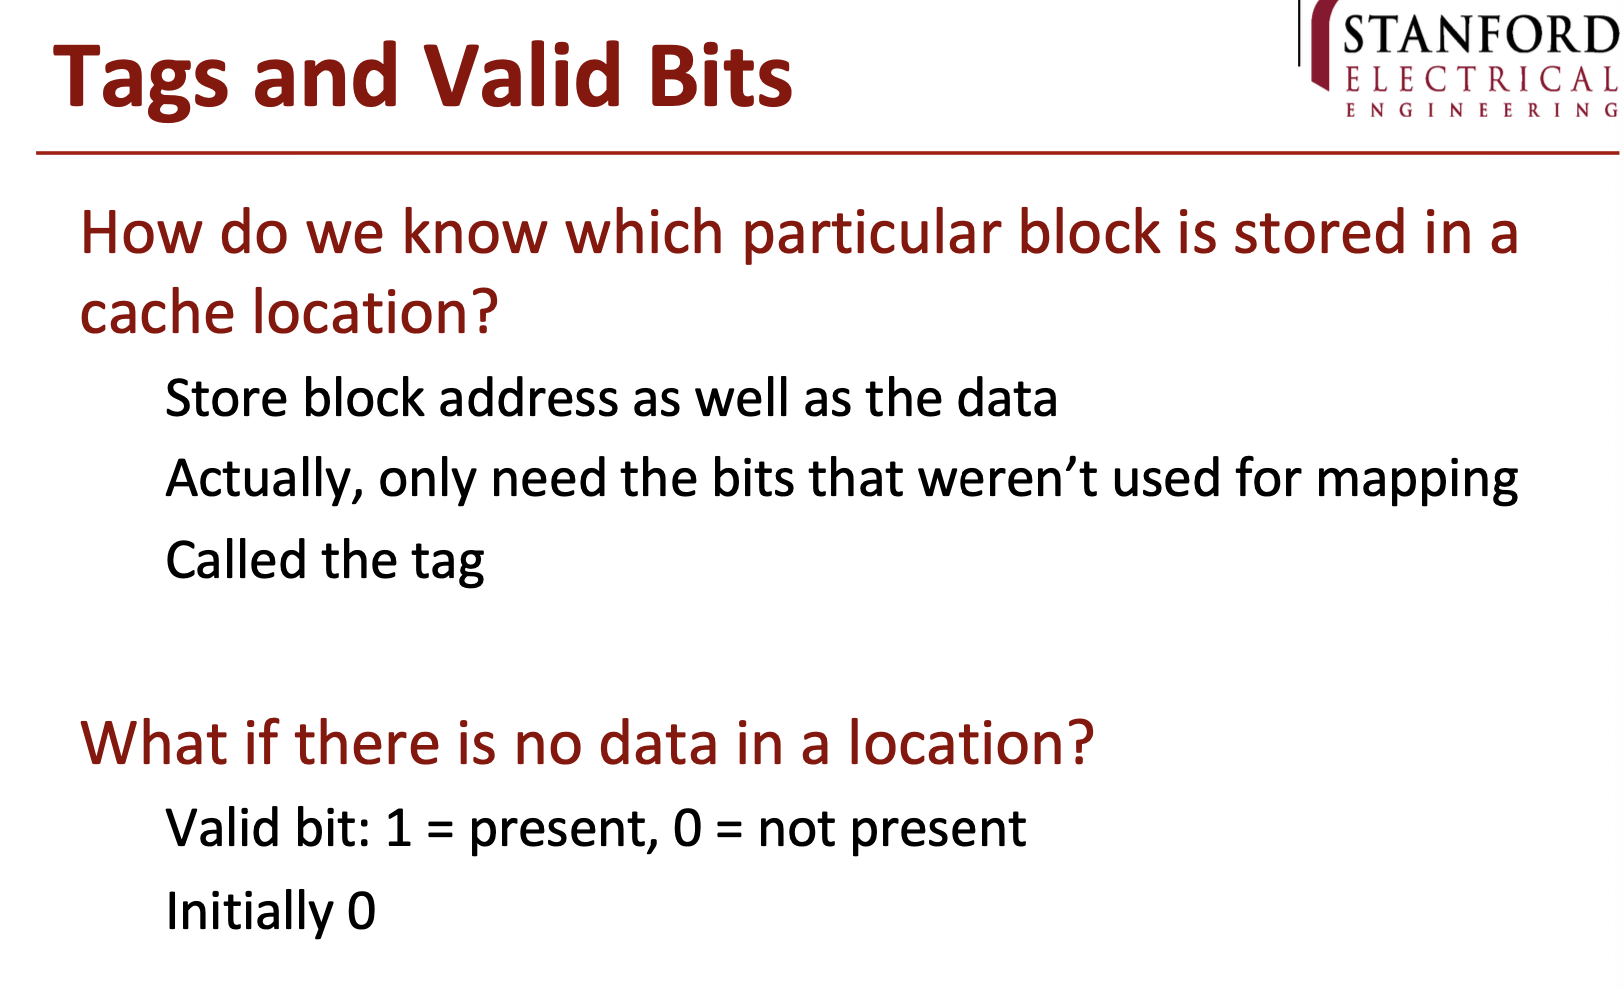 Tags and Valid Bits
STANFORD
ELECTRICAL
ENGINEERING
How do we know which particular block is stored in a
cache location?
Store block address as well as the data
Actually, only need the bits that weren’t used for mapping
Called the tag
What if there is no data in a location?
Valid bit: 1 = present, 0 = not present
Initially 0